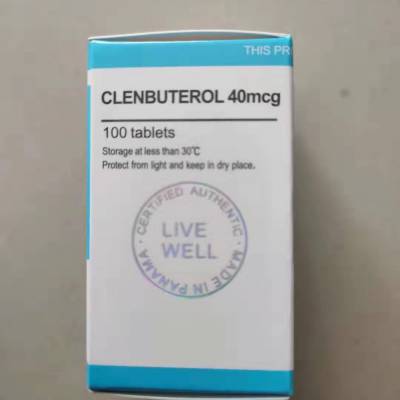 THIS PR
CLENBUTEROL 40mcg
100 tablets
Storage at less than 30℃
Protect from light and keep in dry place.
· CERTIFIED AUTHENTIC ·
LIVE
WELL
MADE IN PANAMA